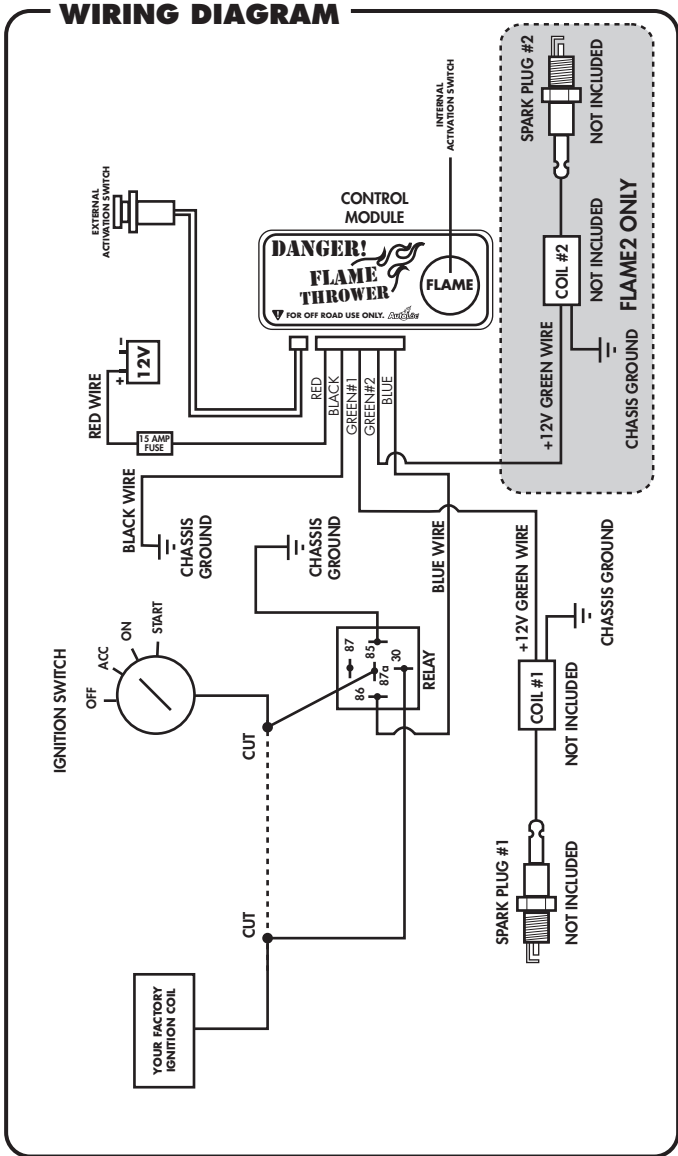 WIRING DIAGRAM
EXTERNAL
ACTIVATION SWITCH
INTERNAL
ACTIVATION SWITCH
SPARK PLUG #2
NOT INCLUDED
CONTROL
MODULE
DANGER!
FLAME
THROWER
FLAME
FOR OFF ROAD USE ONLY. AutoLoc
COIL #2
NOT INCLUDED
FLAME2 ONLY
+12V GREEN WIRE
CHASIS GROUND
+ -
12V
RED WIRE
15 AMP
FUSE
RED
BLACK
GREEN#1
GREEN#2
BLUE
BLACK WIRE
CHASSIS
GROUND
CHASSIS
GROUND
BLUE WIRE
+12V GREEN WIRE
CHASSIS GROUND
IGNITION SWITCH
OFF
ACC
ON
START
87
85
86
87a
30
RELAY
CUT
CUT
COIL #1
NOT INCLUDED
SPARK PLUG #1
NOT INCLUDED
YOUR FACTORY
IGNITION COIL